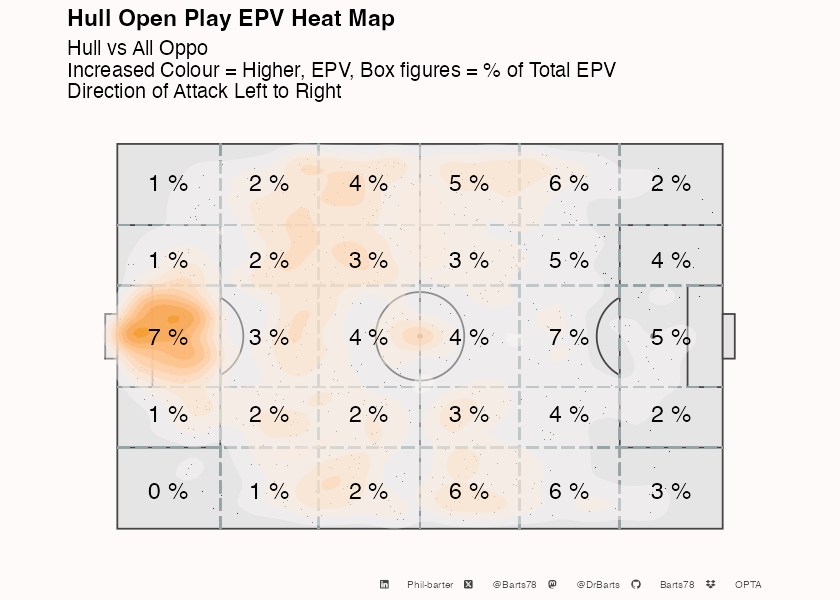 Hull Open Play EPV Heat Map
Hull vs All Oppo
Increased Colour = Higher, EPV, Box figures = % of Total EPV
Direction of Attack Left to Right
1 % 2 % 4 % 5 % 6 % 2 %
1 % 2 % 3 % 3 % 5 % 4 %
7 % 3 % 4 % 4 % 7 % 5 %
1 % 2 % 2 % 3 % 4 % 2 %
0 % 1 % 2 % 6 % 6 % 3 %
Phil-barter @Barts78 @DrBarts Barts78 OPTA